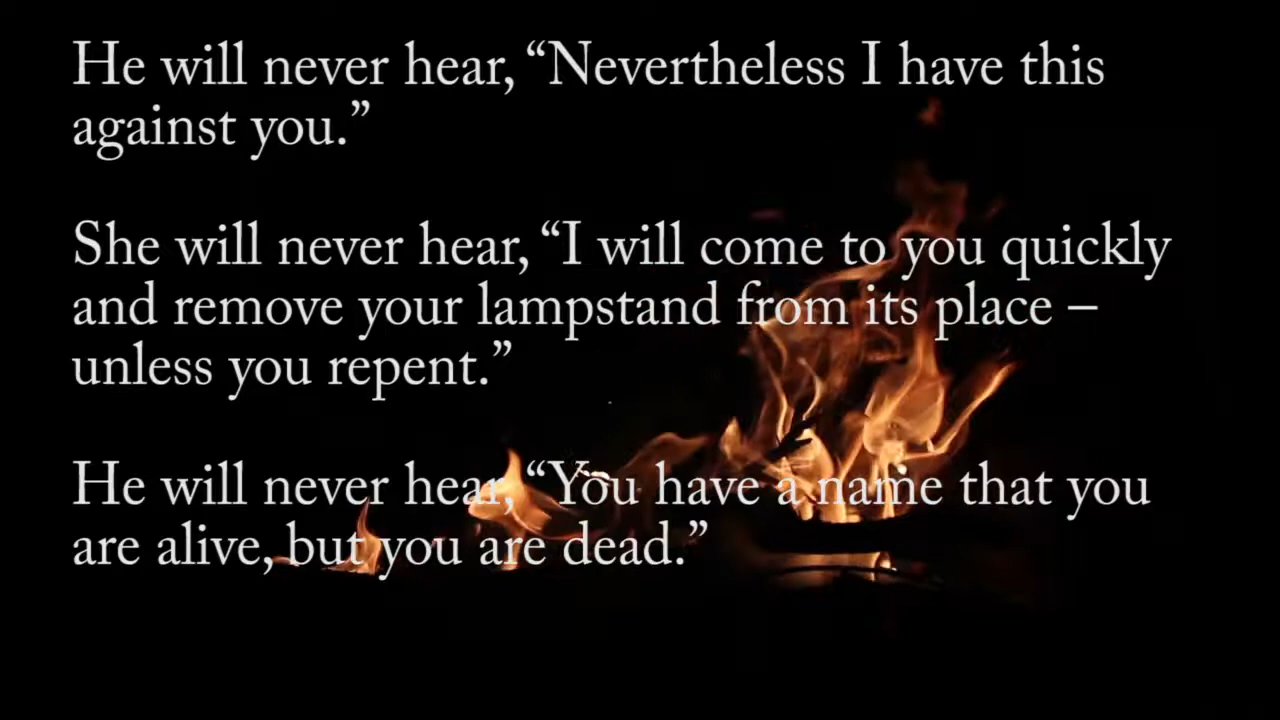 He will never hear, “Nevertheless I have this
against you.”
She will never hear, “I will come to you quickly
and remove your lampstand from its place –
unless you repent.”
He will never hear, “You have a name that you
are alive, but you are dead.”